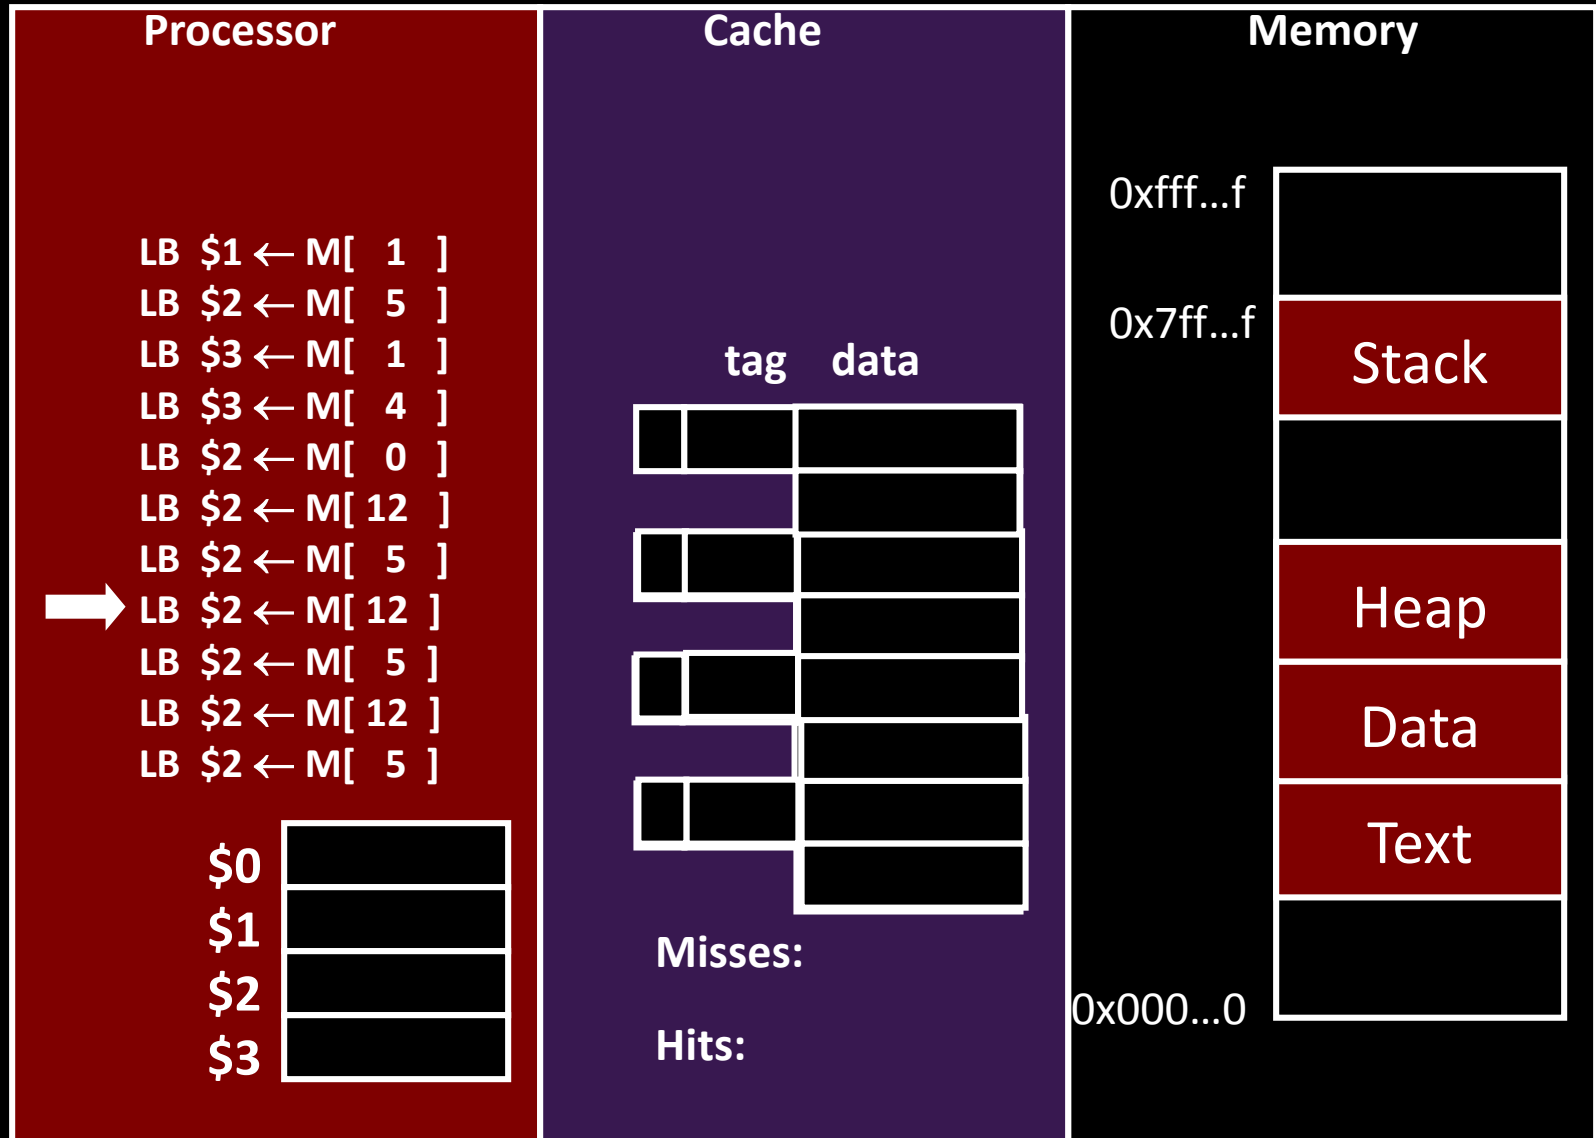 Processor
LB $1 ← M[ 1 ]
LB $2 ← M[ 5 ]
LB $3 ← M[ 1 ]
LB $3 ← M[ 4 ]
LB $2 ← M[ 0 ]
LB $2 ← M[ 12 ]
LB $2 ← M[ 5 ]
LB $2 ← M[ 12 ]
LB $2 ← M[ 5 ]
LB $2 ← M[ 12 ]
LB $2 ← M[ 5 ]
$0
$1
$2
$3
Cache
tag data
Misses:
Hits:
Memory
0xfff...f
0x7ff...f
Stack
Heap
Data
Text
0x000...0